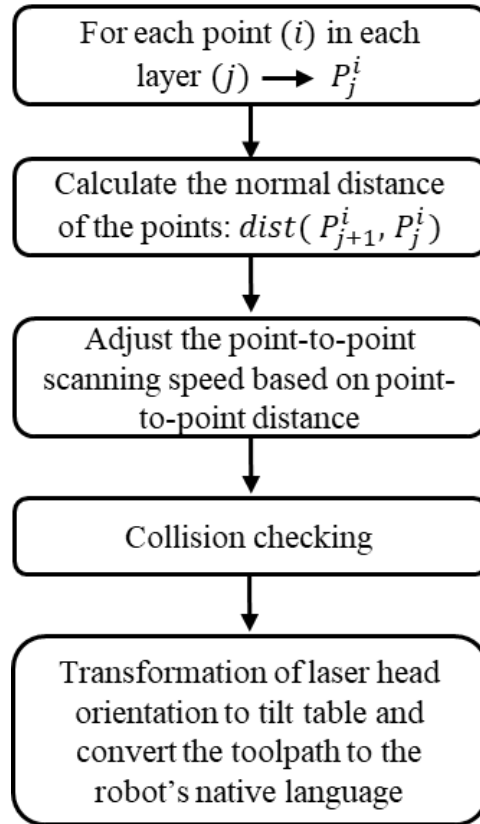 For each point (i) in each
layer (j) → $P_j^i$
Calculate the normal distance
of the points: $dist(P_{j+1}^i, P_j^i)$
Adjust the point-to-point
scanning speed based on point-
to-point distance
Collision checking
Transformation of laser head
orientation to tilt table and
convert the toolpath to the
robot's native language